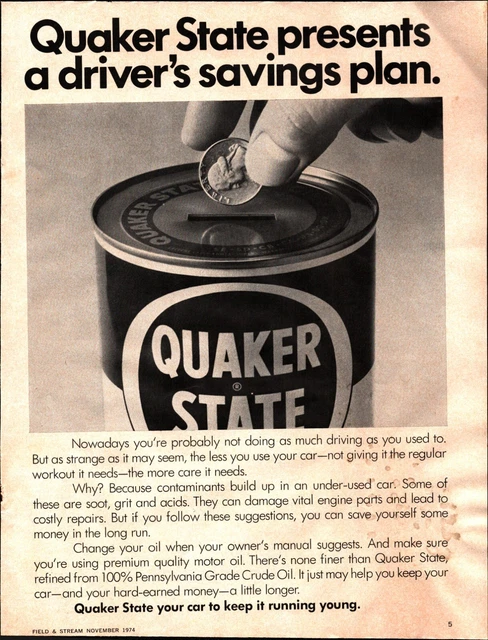 Quaker State presents
a driver's savings plan.
QUAKER STA
LIBERTY
QUAKER
®
STATE
Nowadays you're probably not doing as much driving as you used to.
But as strange as it may seem, the less you use your car—not giving it the regular
workout it needs—the more care it needs.
Why? Because contaminants build up in an under-used car. Some of
these are soot, grit and acids. They can damage vital engine parts and lead to
costly repairs. But if you follow these suggestions, you can save yourself some
money in the long run.
Change your oil when your owner's manual suggests. And make sure
you're using premium quality motor oil. There's none finer than Quaker State,
refined from 100% Pennsylvania Grade Crude Oil. It just may help you keep your
car—and your hard-earned money—a little longer.
Quaker State your car to keep it running young.
FIELD & STREAM NOVEMBER 1974
5